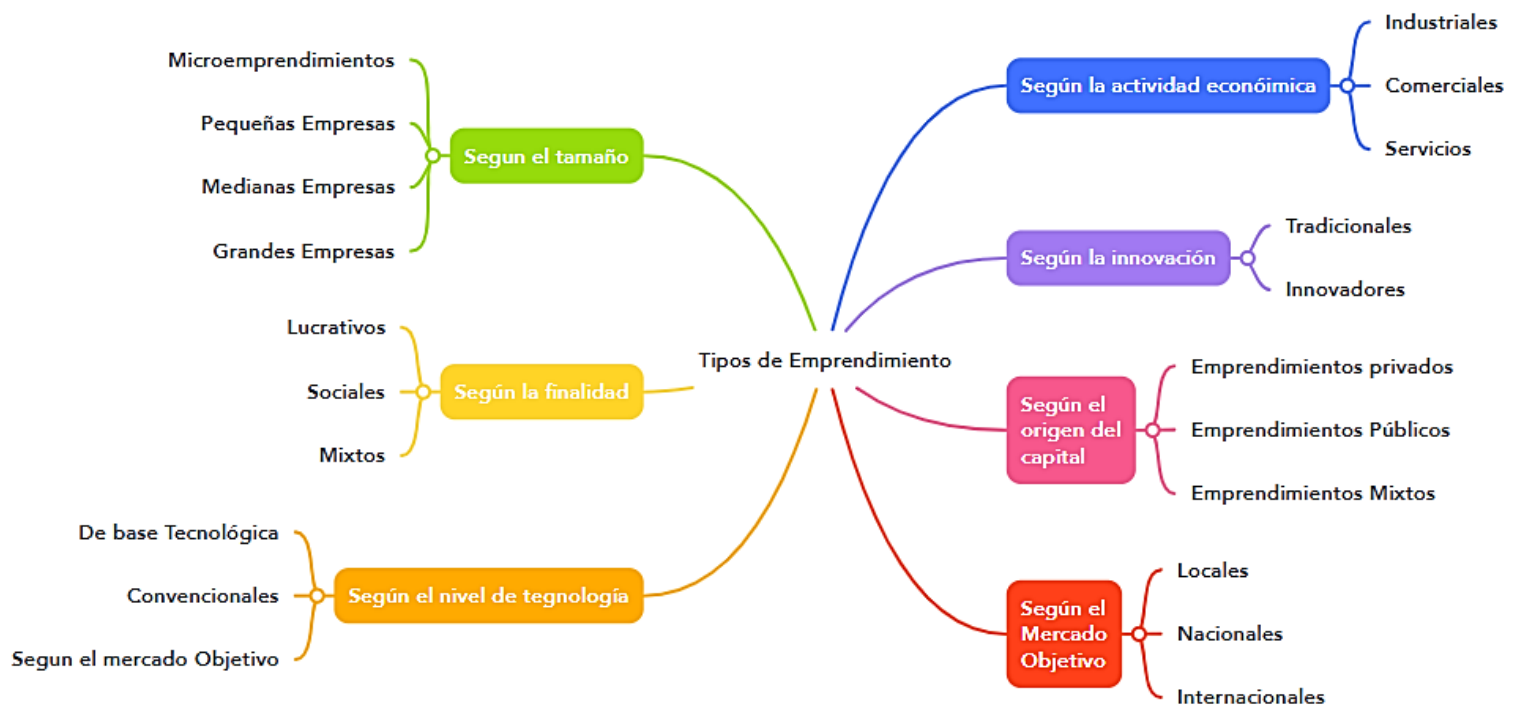 Tipos de Emprendimiento
Segun el tamaño
Microemprendimientos
Pequeñas Empresas
Medianas Empresas
Grandes Empresas
Según la finalidad
Lucrativos
Sociales
Mixtos
Según el nivel de tegnología
De base Tecnológica
Convencionales
Segun el mercado Objetivo
Según la actividad econóimica
Industriales
Comerciales
Servicios
Según la innovación
Tradicionales
Innovadores
Según el
origen del
capital
Emprendimientos privados
Emprendimientos Públicos
Emprendimientos Mixtos
Según el
Mercado
Objetivo
Locales
Nacionales
Internacionales